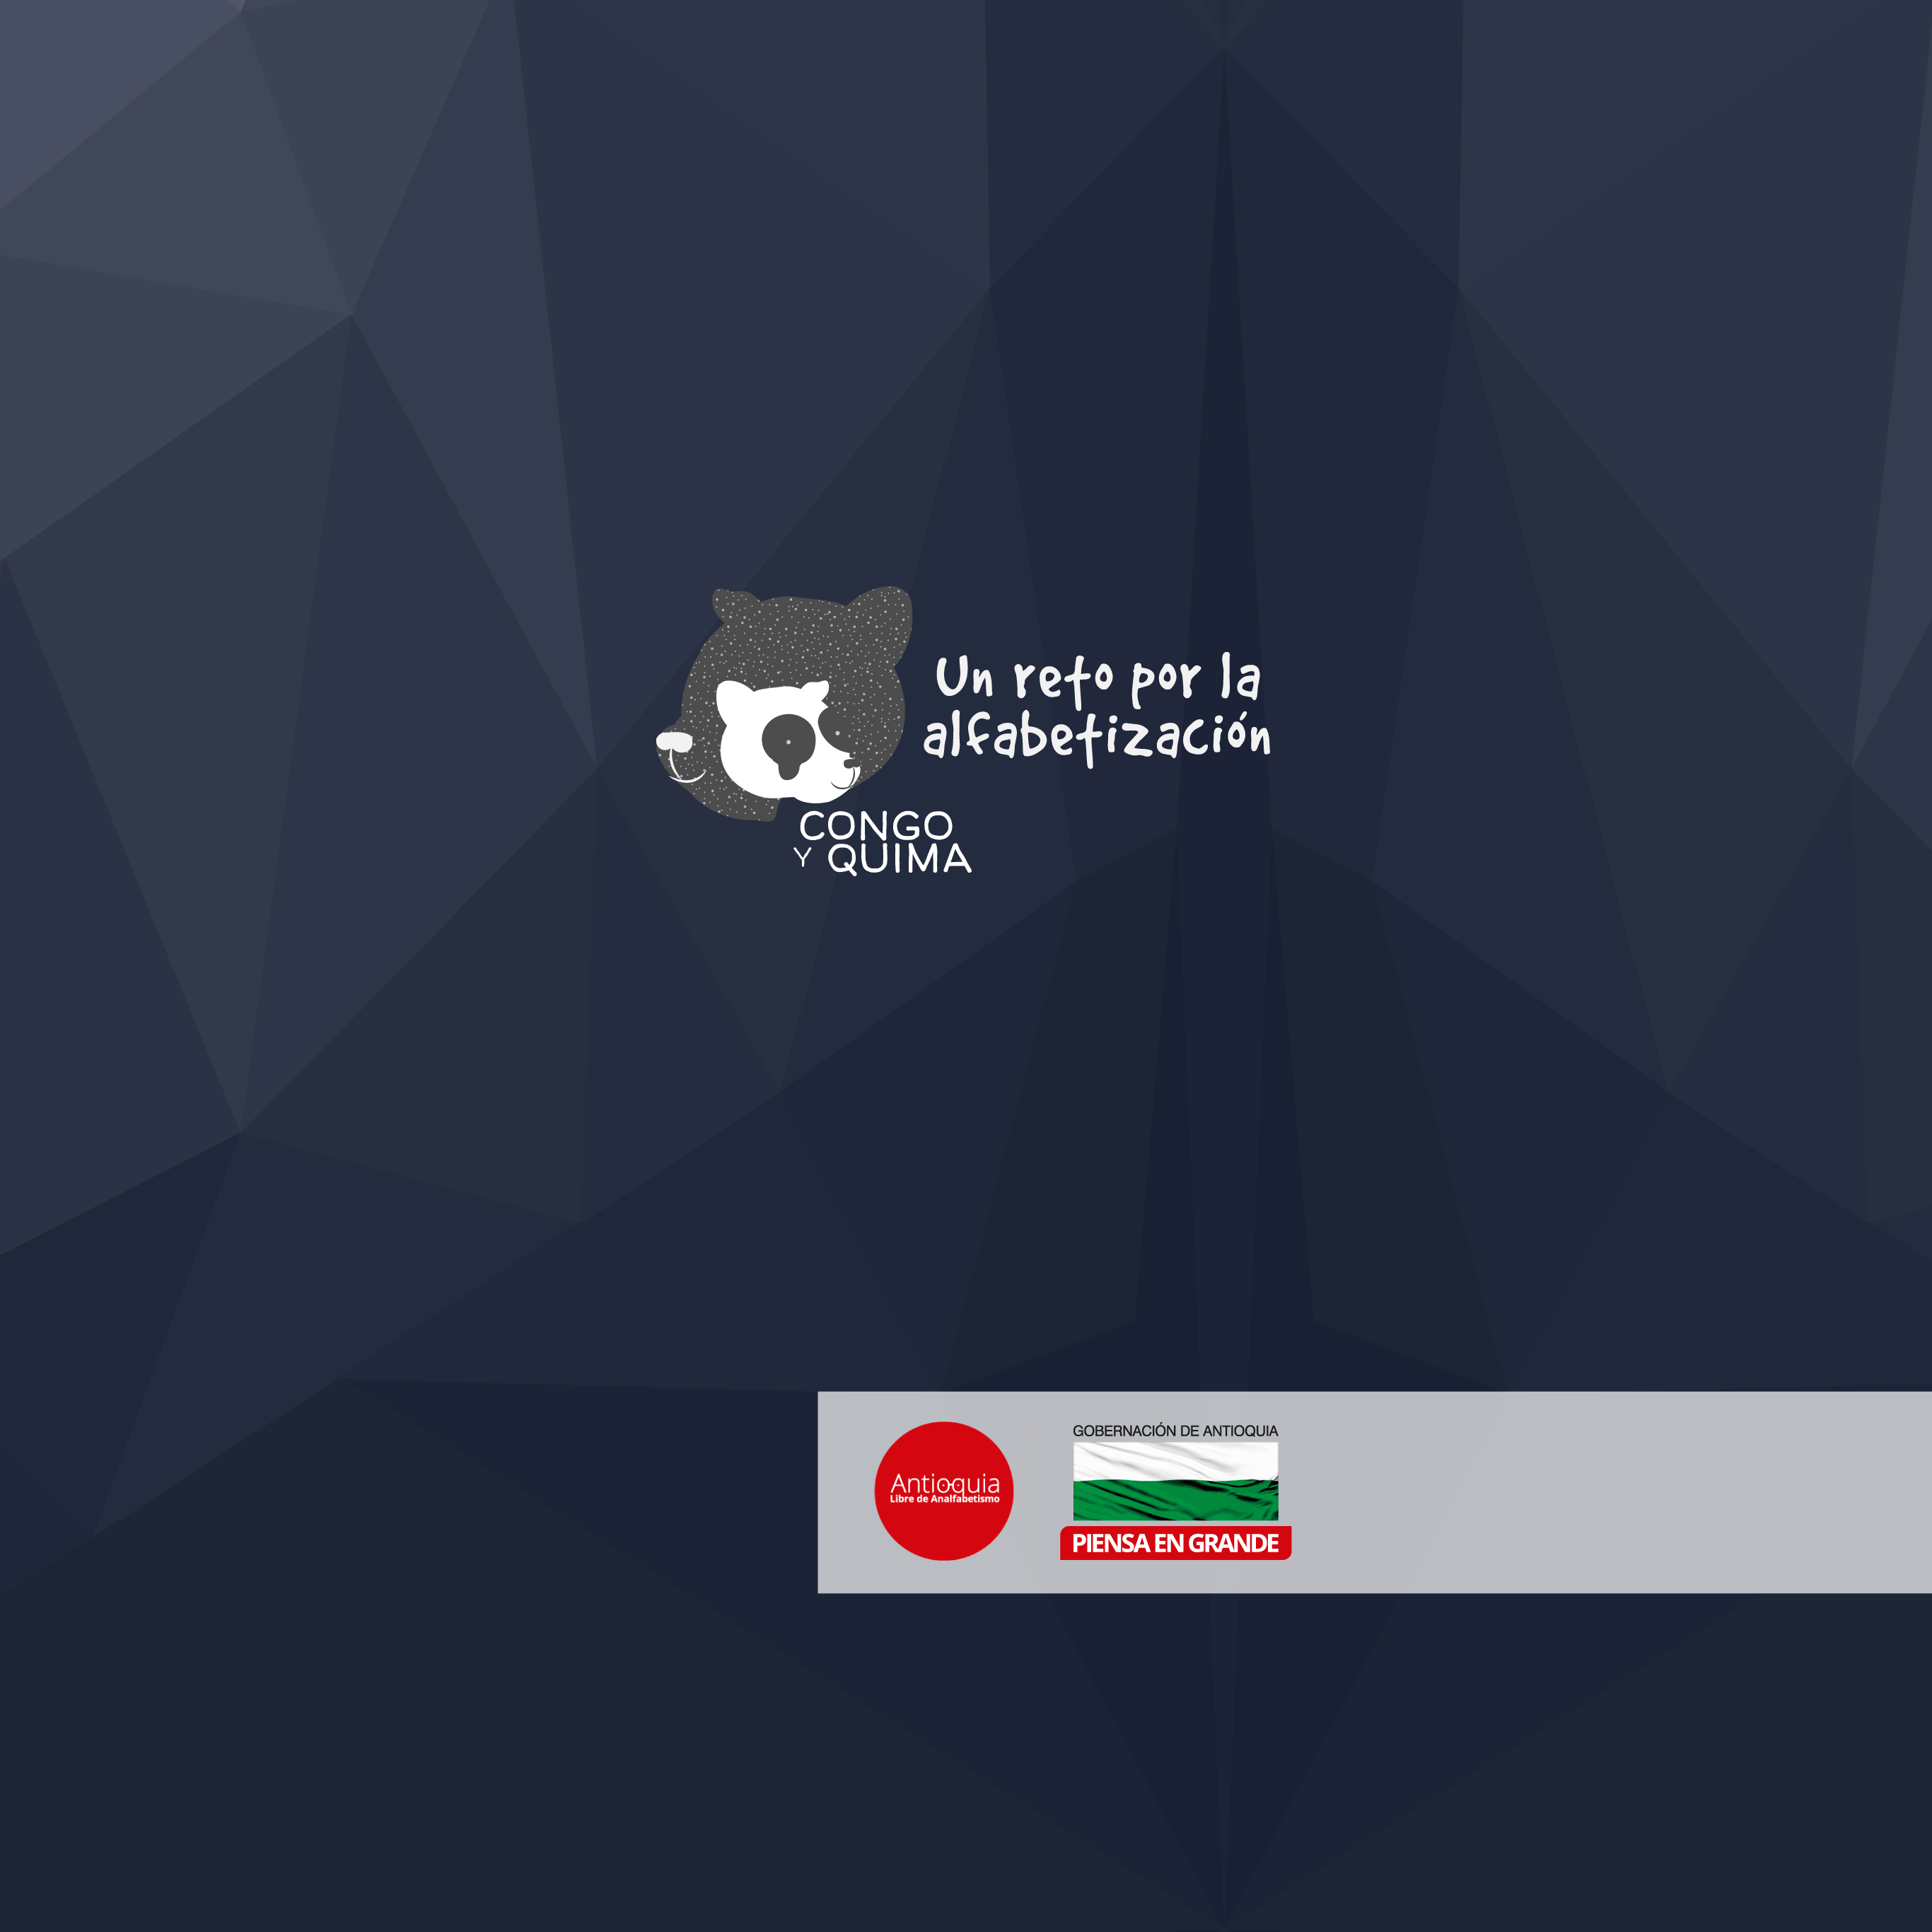 Un reto por la
alfabetización
CONGO
Y QUIMA
Antioquia
Libre de Analfabetismo
GOBERNACIÓN DE ANTIOQUIA
PIENSA EN GRANDE